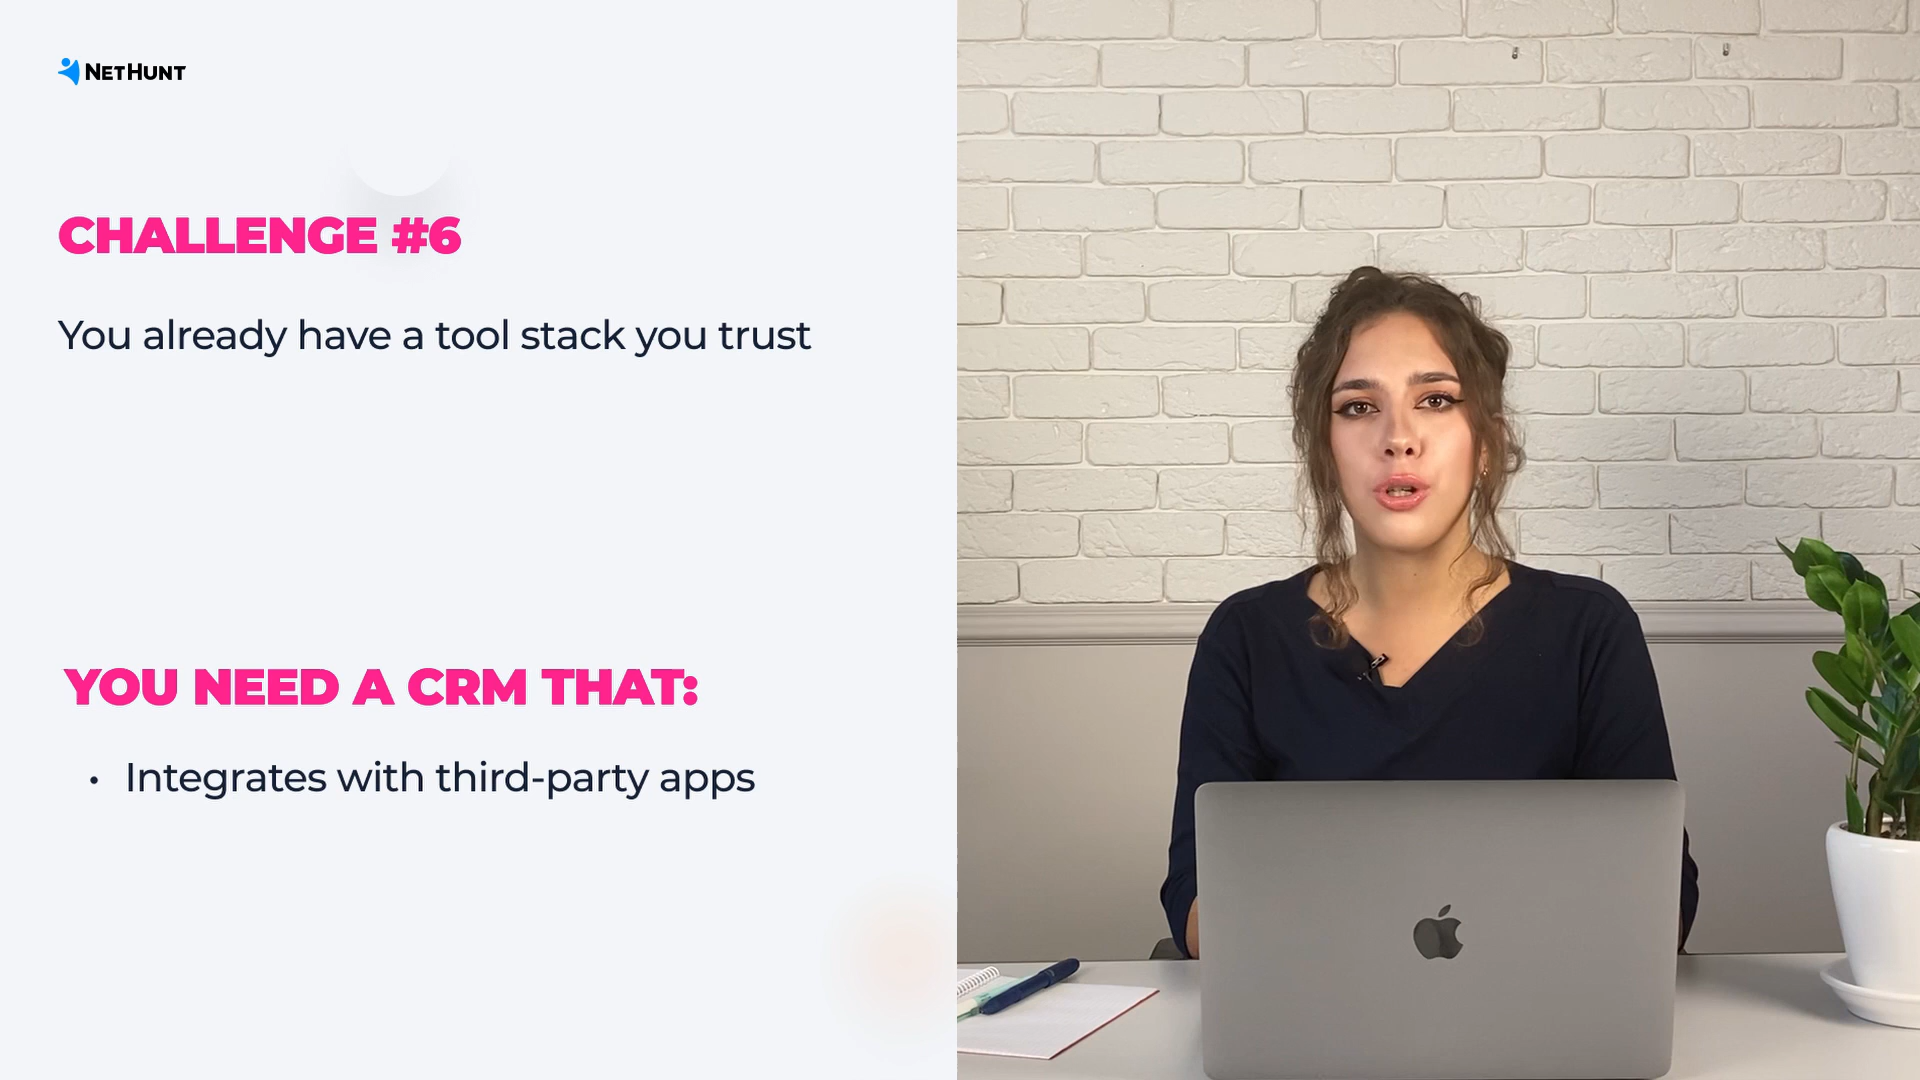 NETHUNT
CHALLENGE #6
You already have a tool stack you trust
YOU NEED A CRM THAT:
• Integrates with third-party apps